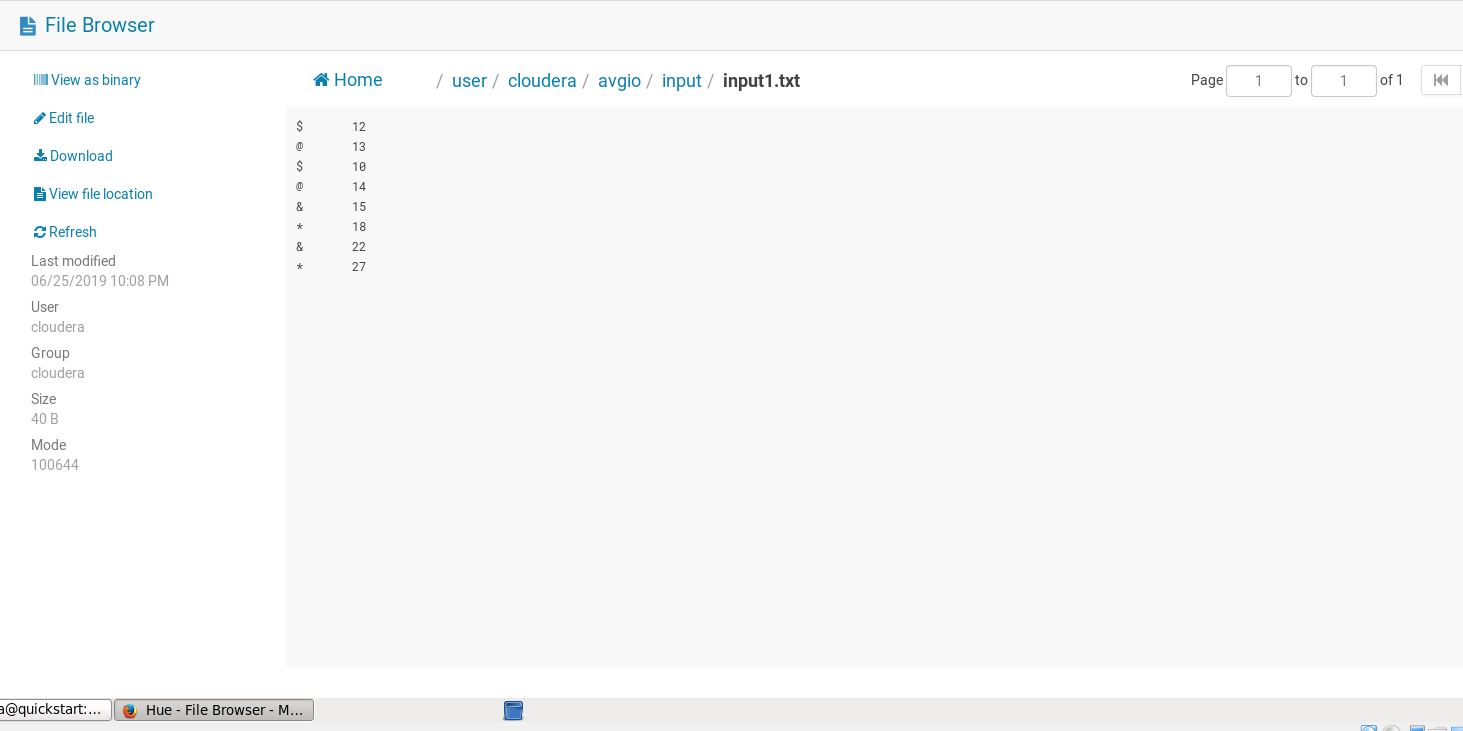 File Browser
View as binary
Edit file
Download
View file location
Refresh
Last modified
06/25/2019 10:08 PM
User
cloudera
Group
cloudera
Size
40 B
Mode
100644
Home / user / cloudera / avgio / input / input1.txt
Page 1 to 1 of 1
$ 12
@ 13
$ 10
@ 14
& 15
* 18
& 22
* 27
a@quickstart:...
Hue - File Browser - M...